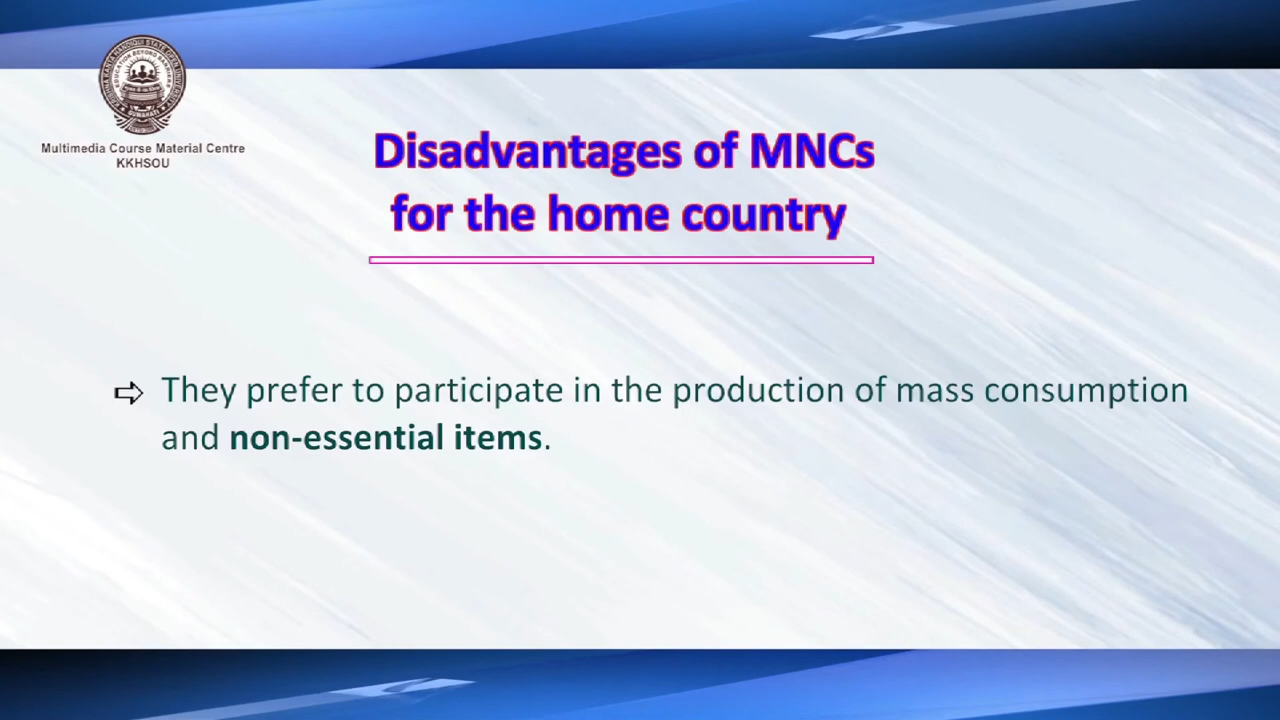 Multimedia Course Material Centre
KKHSOU
Disadvantages of MNCs
for the home country
⇨ They prefer to participate in the production of mass consumption
and non-essential items.